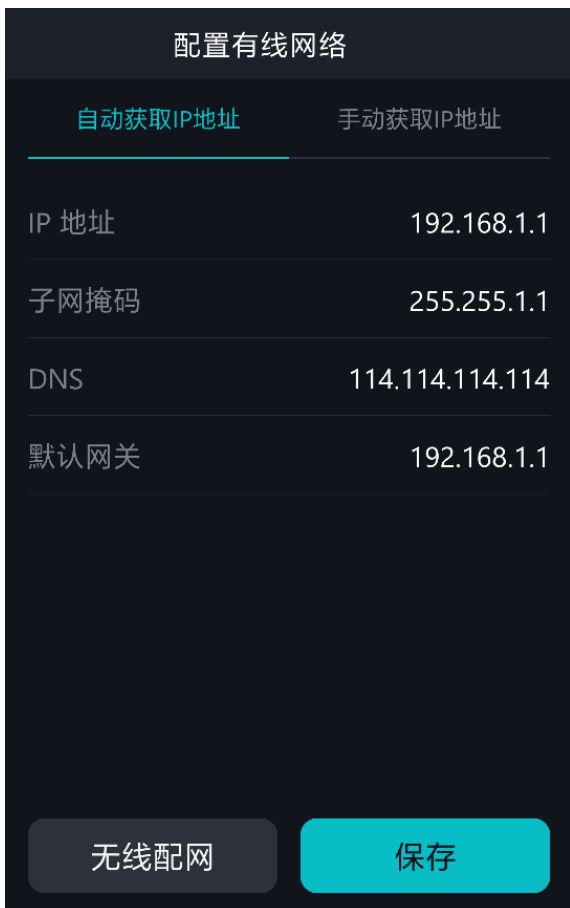 配置有线网络
自动获取IP地址 手动获取IP地址
IP 地址 192.168.1.1
子网掩码 255.255.1.1
DNS 114.114.114.114
默认网关 192.168.1.1
无线配网 保存